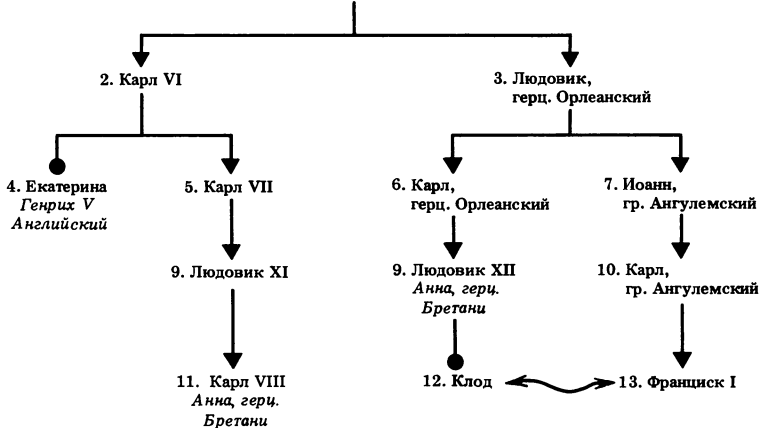 2. Карл VI
3. Людовик,
герц. Орлеанский
4. Екатерина
Генрих V
Английский
5. Карл VII
6. Карл,
герц. Орлеанский
7. Иоанн,
гр. Ангулемский
9. Людовик XI
9. Людовик XII
Анна, герц.
Бретани
10. Карл,
гр. Ангулемский
11. Карл VIII
Анна, герц.
Бретани
12. Клод
13. Франциск I